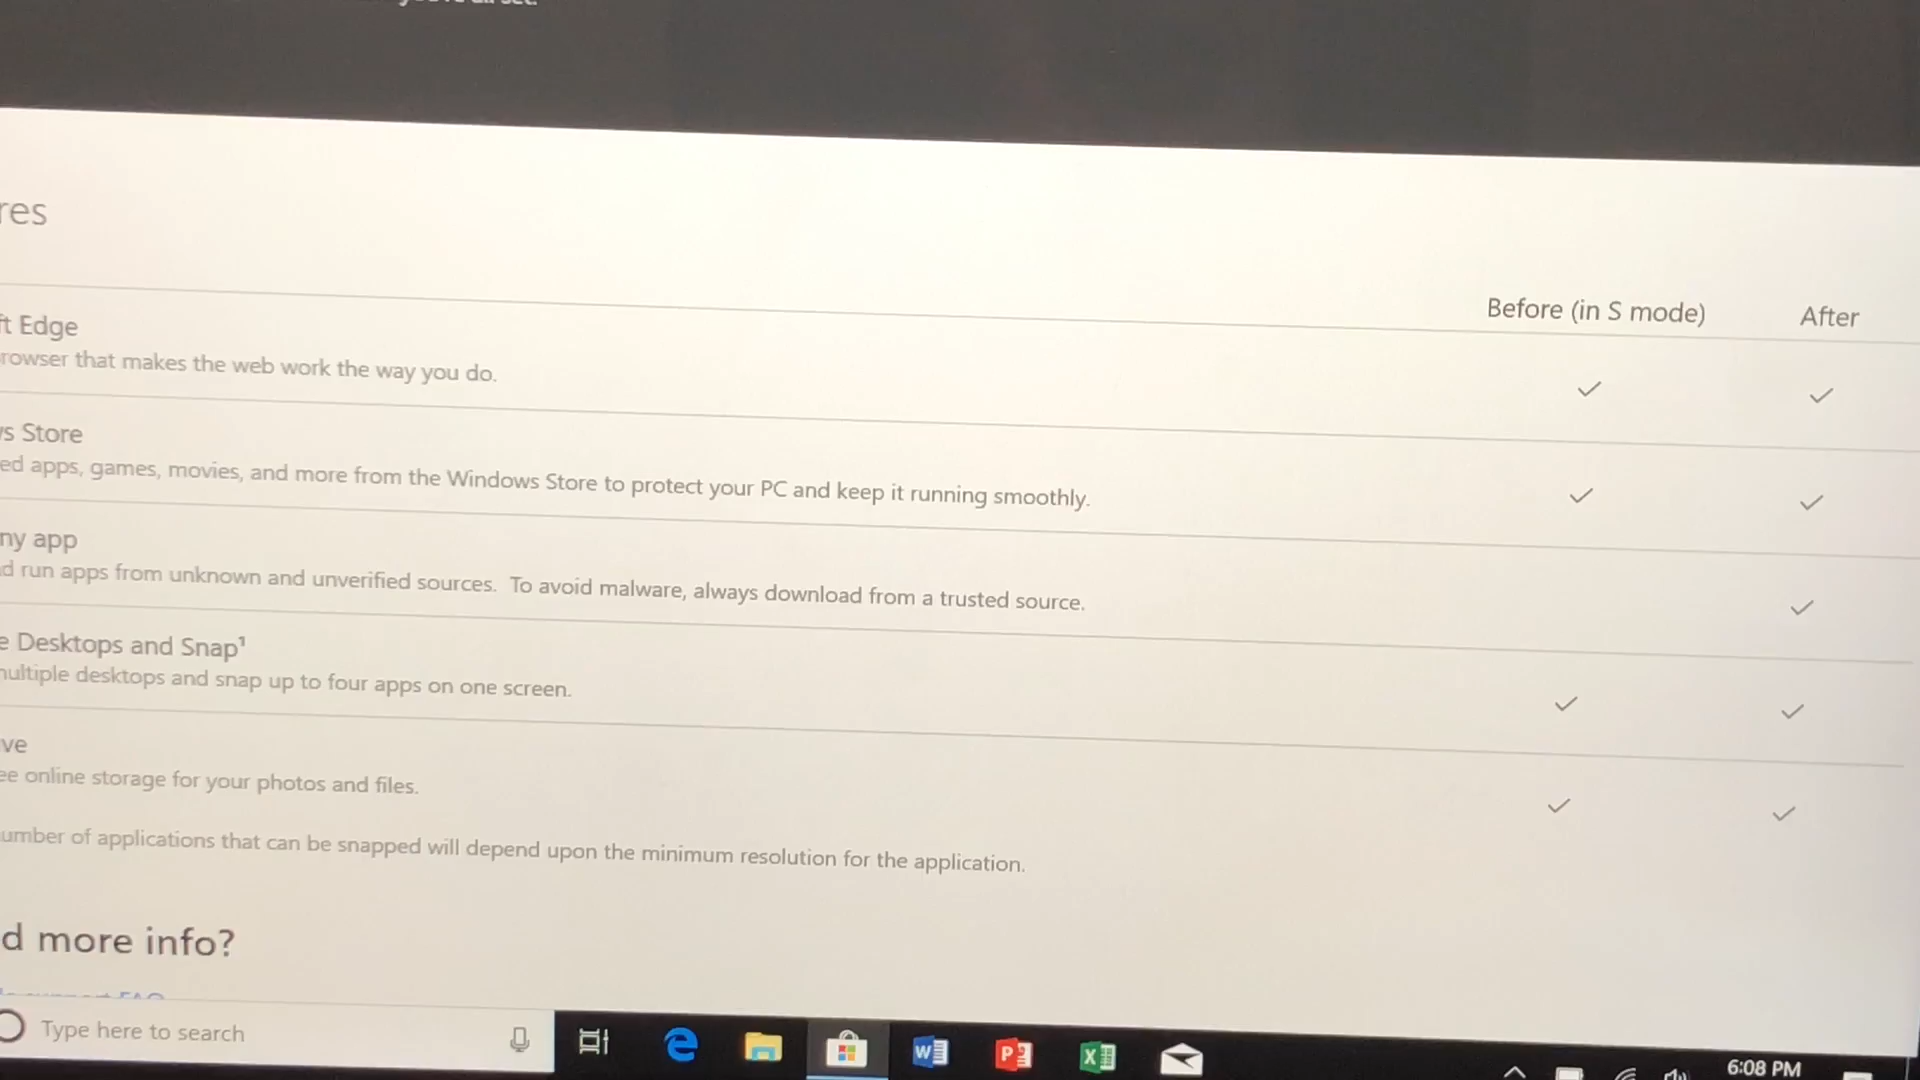 res
Before (in S mode) After
ft Edge
rowser that makes the web work the way you do.
ws Store
ed apps, games, movies, and more from the Windows Store to protect your PC and keep it running smoothly.
ny app
d run apps from unknown and unverified sources. To avoid malware, always download from a trusted source.
e Desktops and Snap¹
multiple desktops and snap up to four apps on one screen.
ve
ee online storage for your photos and files.
umber of applications that can be snapped will depend upon the minimum resolution for the application.
d more info?
Type here to search
6:08 PM